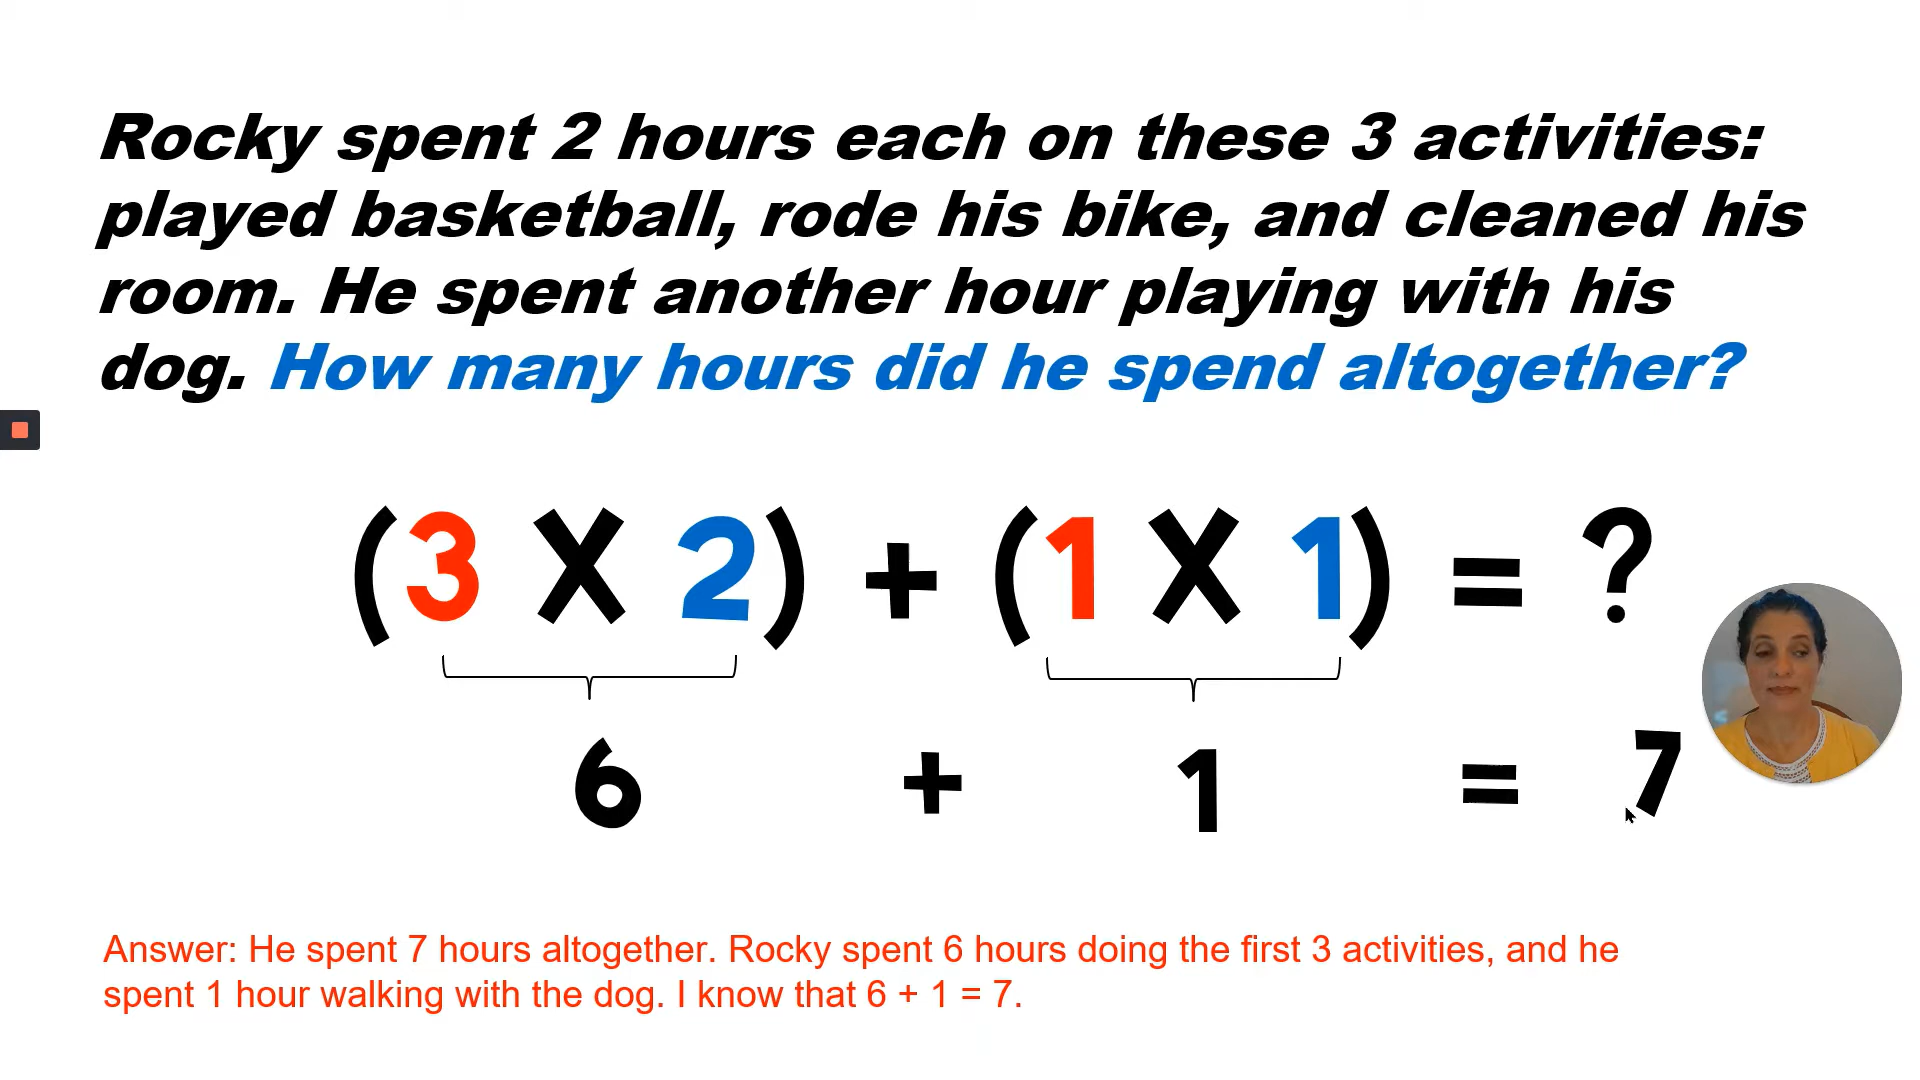 Rocky spent 2 hours each on these 3 activities:
played basketball, rode his bike, and cleaned his
room. He spent another hour playing with his
dog. How many hours did he spend altogether?
(3 X 2) + (1 X 1) = ?
6 + 1 = 7
Answer: He spent 7 hours altogether. Rocky spent 6 hours doing the first 3 activities, and he
spent 1 hour walking with the dog. I know that 6 + 1 = 7.